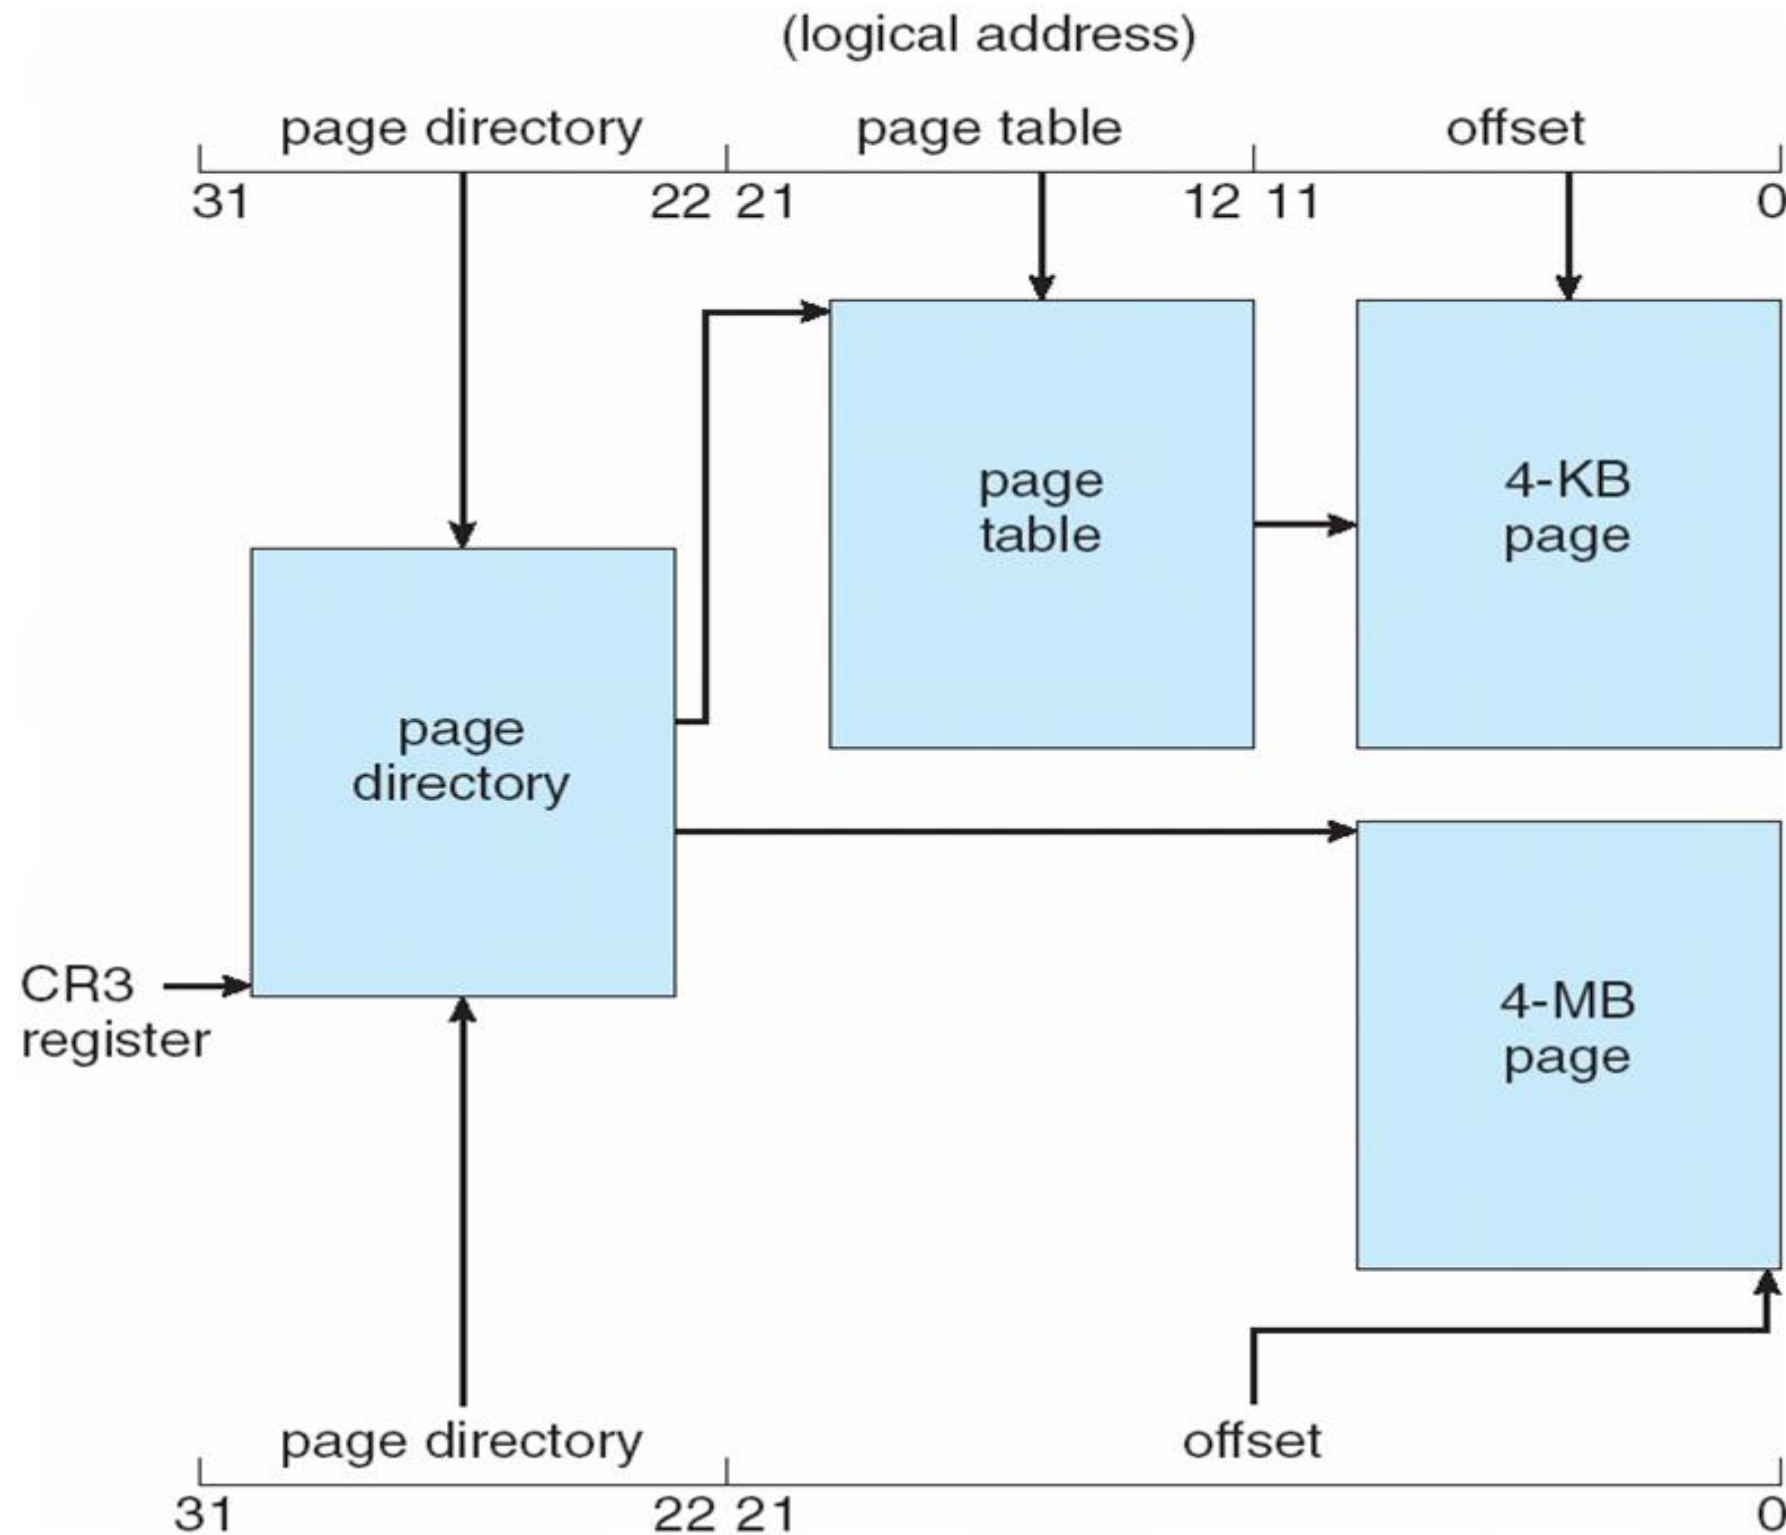 (logical address)
page directory page table offset
31 22 21 12 11 0
page
table
4-KB
page
page
directory
CR3
register
4-MB
page
page directory offset
31 22 21 0